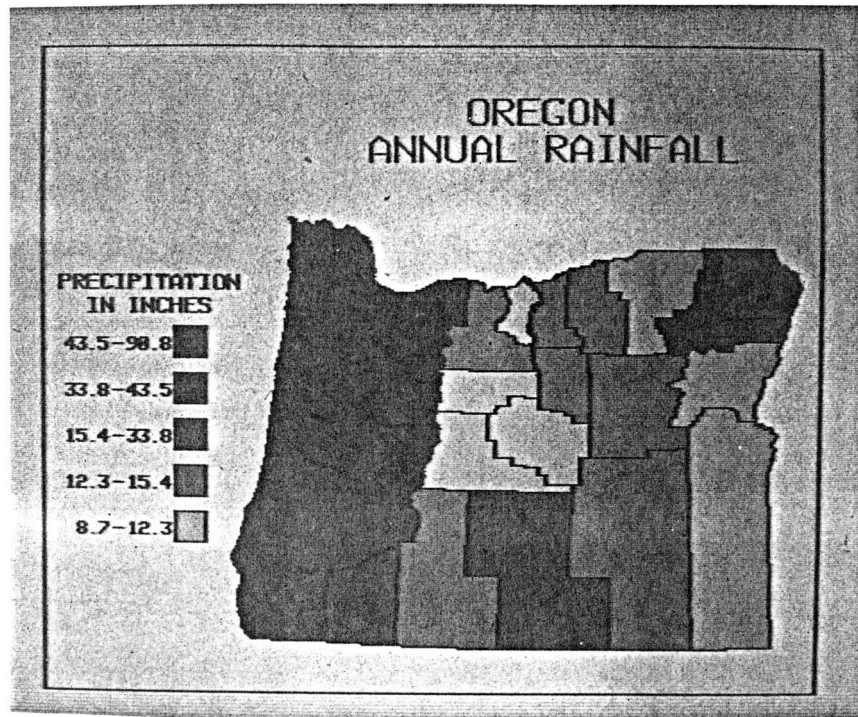 OREGON
ANNUAL RAINFALL
PRECIPITATION
IN INCHES
43.5-90.8
33.8-43.5
15.4-33.8
12.3-15.4
8.7-12.3